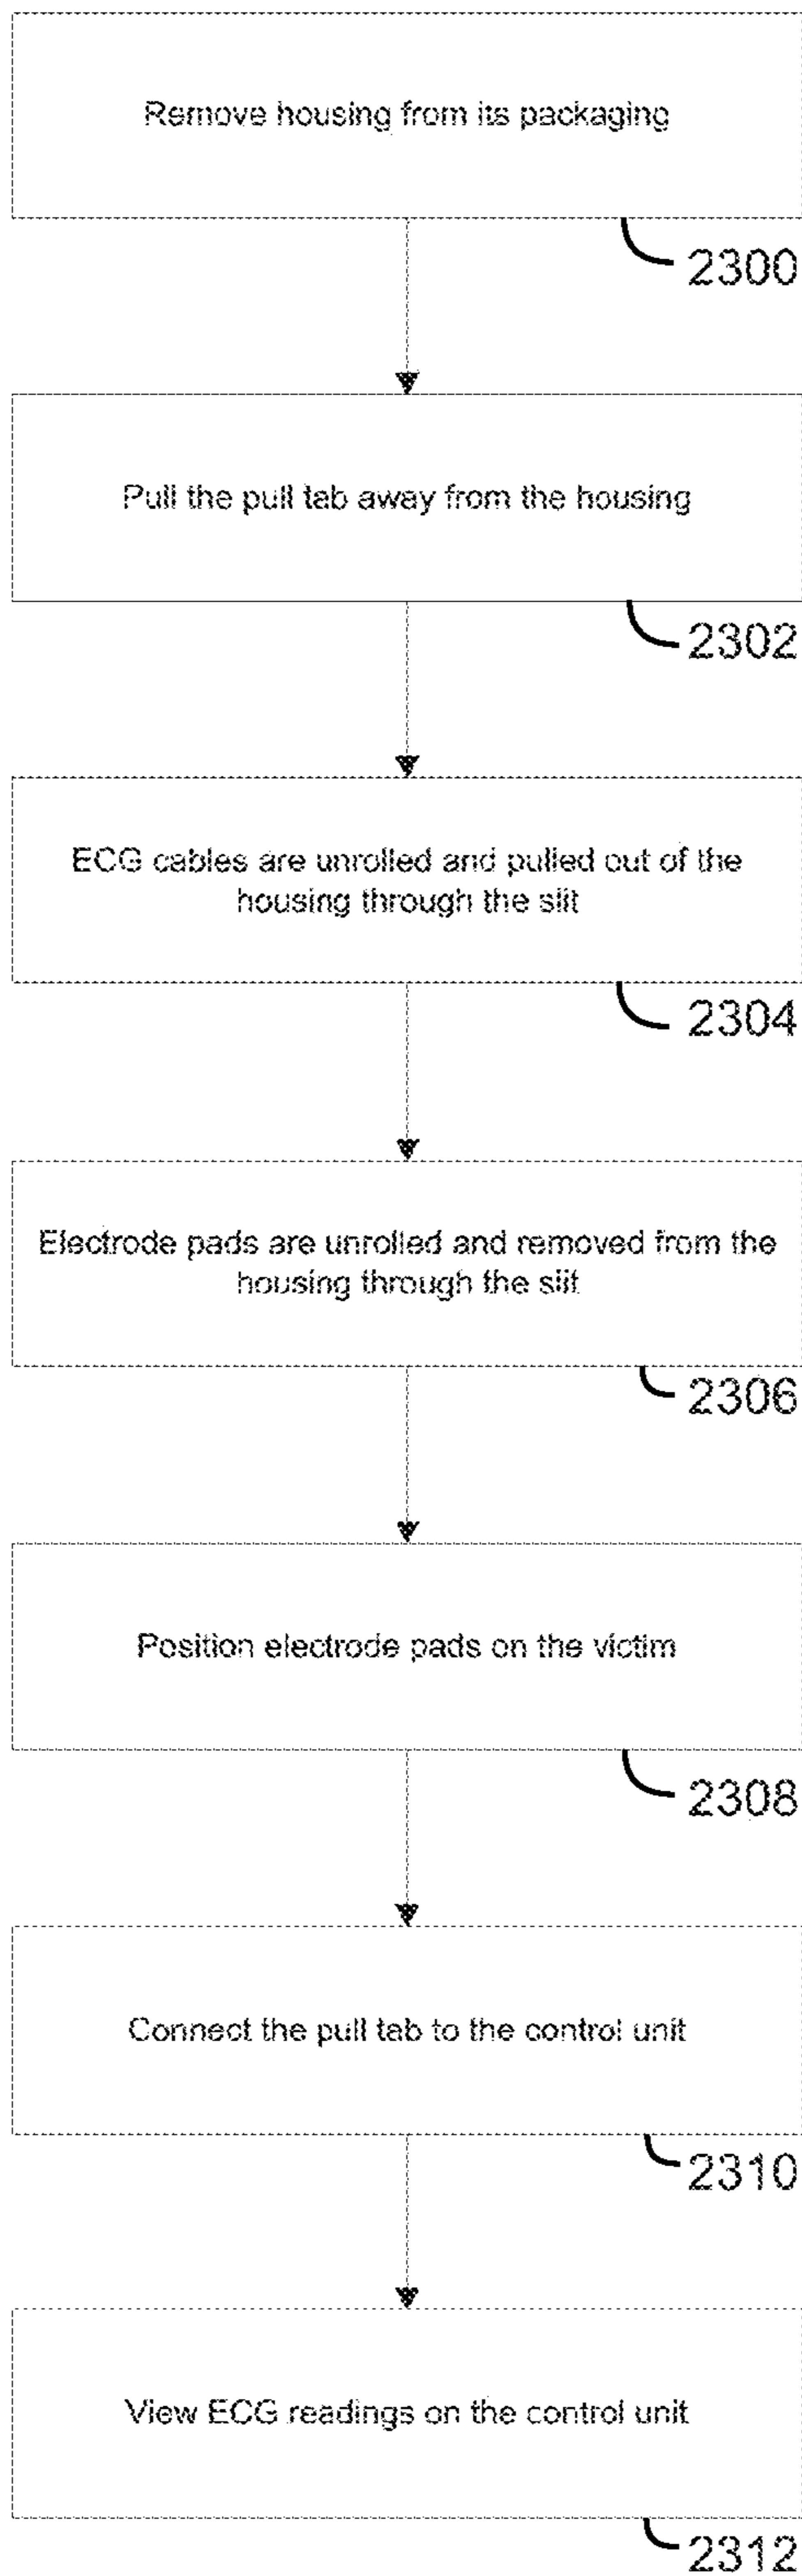 Remove housing from its packaging
2300
Pull the pull tab away from the housing
2302
ECG cables are unrolled and pulled out of the
housing through the slit
2304
Electrode pads are unrolled and removed from the
housing through the slit
2306
Position electrode pads on the victim
2308
Connect the pull tab to the control unit
2310
View ECG readings on the control unit
2312